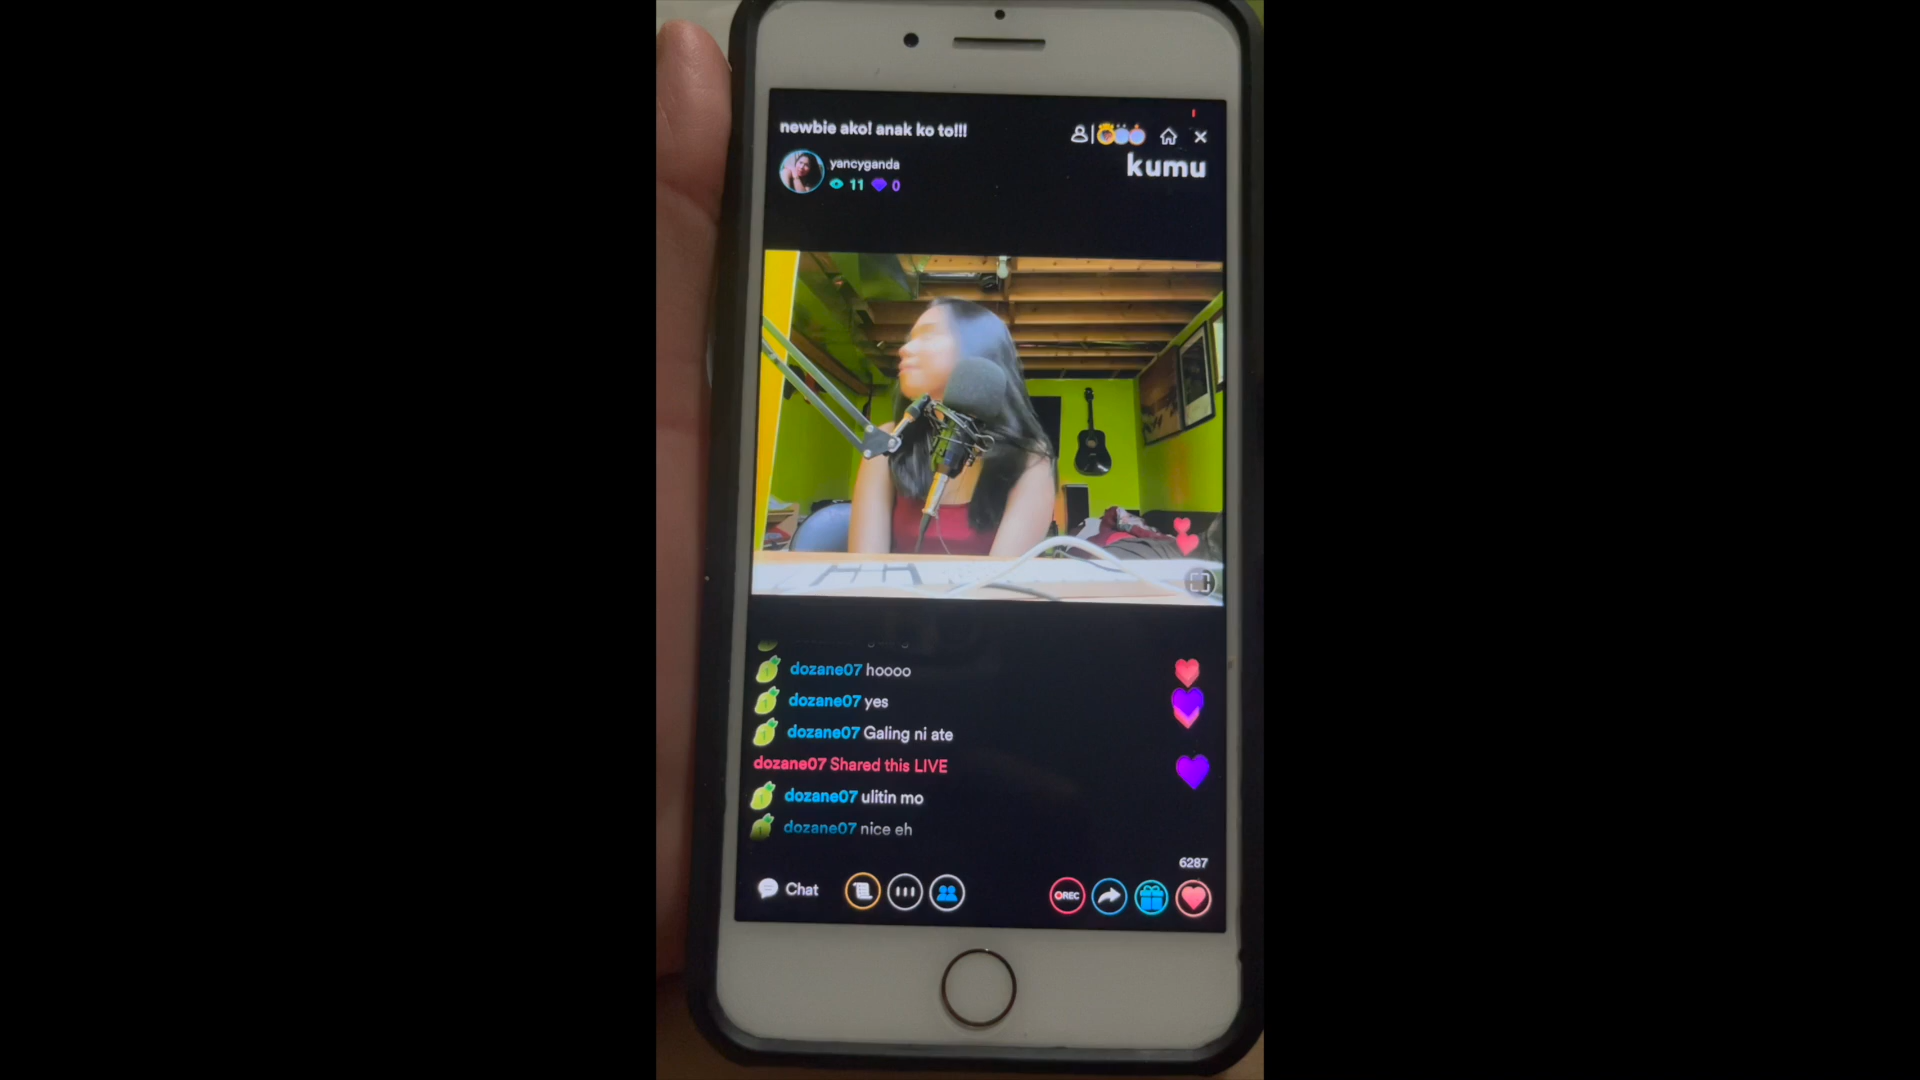 newbie ako! anak ko to!!!
yancyganda
11 0
kumu
dozane07 hoooo
dozane07 yes
dozane07 Galing ni ate
dozane07 Shared this LIVE
dozane07 ulitin mo
dozane07 nice eh
6287
Chat
REC